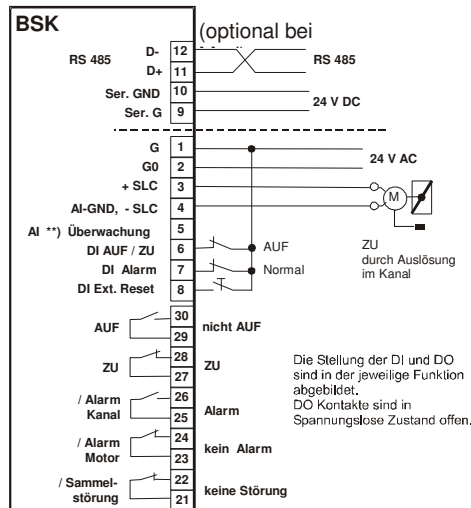 BSK
(optional bei
RS 485
D- 12
D+ 11
RS 485
Ser. GND 10
Ser. G 9
24 V DC
G 1
G0 2
24 V AC
+ SLC 3
AI-GND, - SLC 4
M
AI **) Überwachung 5
DI AUF / ZU 6
AUF
DI Alarm 7
Normal
DI Ext. Reset 8
ZU
durch Auslösung
im Kanal
AUF
30
29
nicht AUF
ZU
28
27
ZU
/ Alarm
Kanal
26
25
Alarm
/ Alarm
Motor
24
23
kein Alarm
/ Sammel-
störung
22
21
keine Störung
Die Stellung der DI und DO
sind in der jeweilige Funktion
abgebildet.
DO Kontakte sind in
Spannungslose Zustand offen.